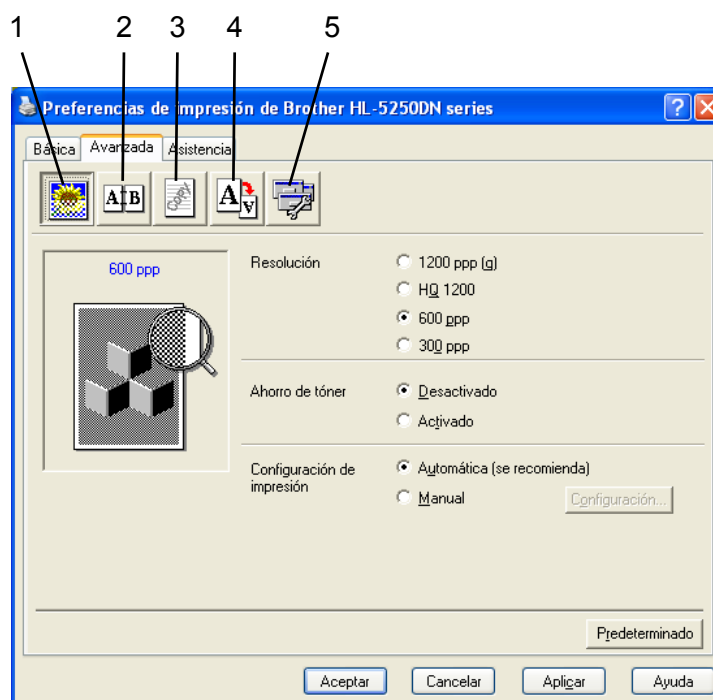 1 2 3 4 5
Preferencias de impresión de Brother HL-5250DN series
Básica Avanzada Asistencia
A B COPY A A
600 ppp
Resolución
1200 ppp (g)
HQ 1200
600 ppp
300 ppp
Ahorro de tóner
Desactivado
Activado
Configuración de impresión
Automática (se recomienda)
Manual
Configuración...
Predeterminado
Aceptar Cancelar Aplicar Ayuda